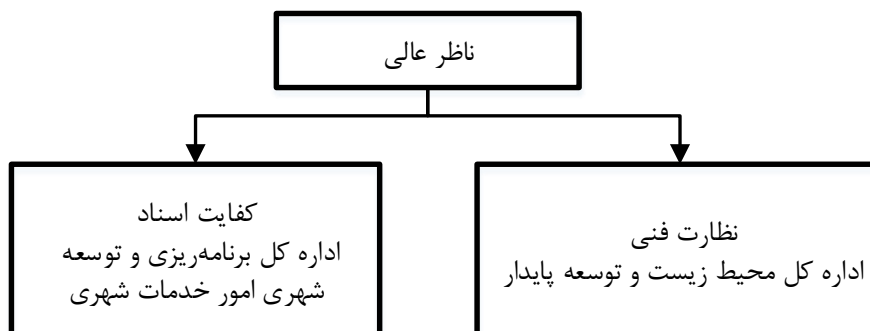 ناظر عالی
نظارت فنی
اداره کل محیط زیست و توسعه پایدار
کفایت اسناد
اداره کل برنامه‌ریزی و توسعه
شهری امور خدمات شهری